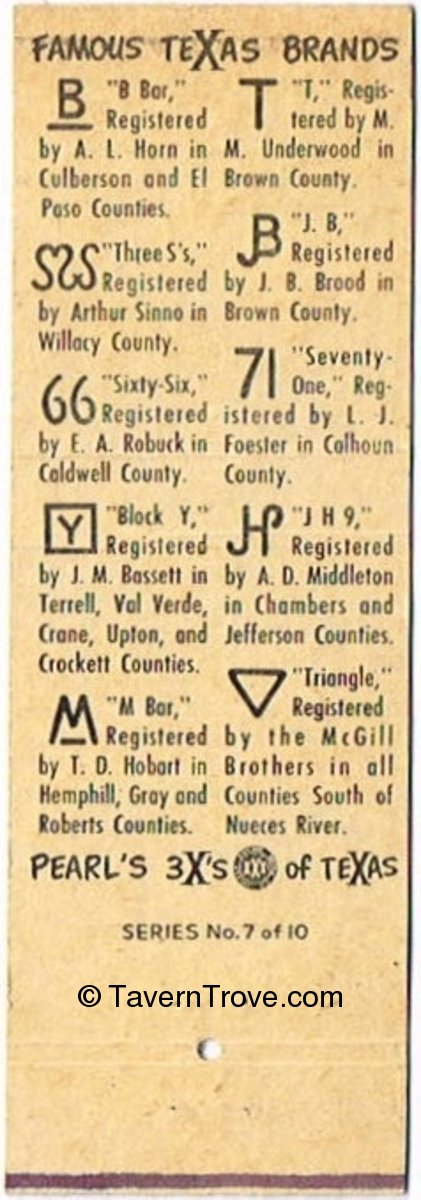 FAMOUS TEXAS BRANDS
B "B Bar,"
Registered
by A. L. Horn in
Culberson and El
Paso Counties.
SSS "Three S's,"
Registered
by Arthur Sinno in
Willacy County.
66 "Sixty-Six,"
Registered
by E. A. Robuck in
Caldwell County.
Y "Block Y,"
Registered
by J. M. Bassett in
Terrell, Val Verde,
Crane, Upton, and
Crockett Counties.
M "M Bar,"
Registered
by T. D. Hobart in
Hemphill, Gray and
Roberts Counties.
T "T," Regis-
tered by M.
M. Underwood in
Brown County.
JB "J. B,"
Registered
by J. B. Brood in
Brown County.
71 "Seventy-
One," Reg-
istered by L. J.
Foester in Calhoun
County.
JH9 "J H 9,"
Registered
by A. D. Middleton
in Chambers and
Jefferson Counties.
"Triangle,"
Registered
by the McGill
Brothers in all
Counties South of
Nueces River.
PEARL'S 3X's XXX of TEXAS
SERIES No. 7 of 10
© TavernTrove.com